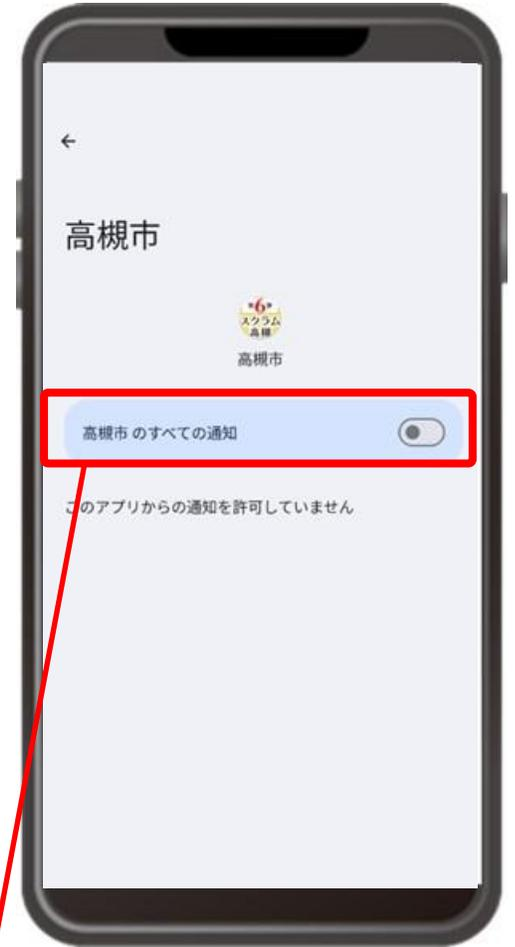 ←
高槻市
第6弾
スクラム
高槻
高槻市
高槻市 のすべての通知
このアプリからの通知を許可していません